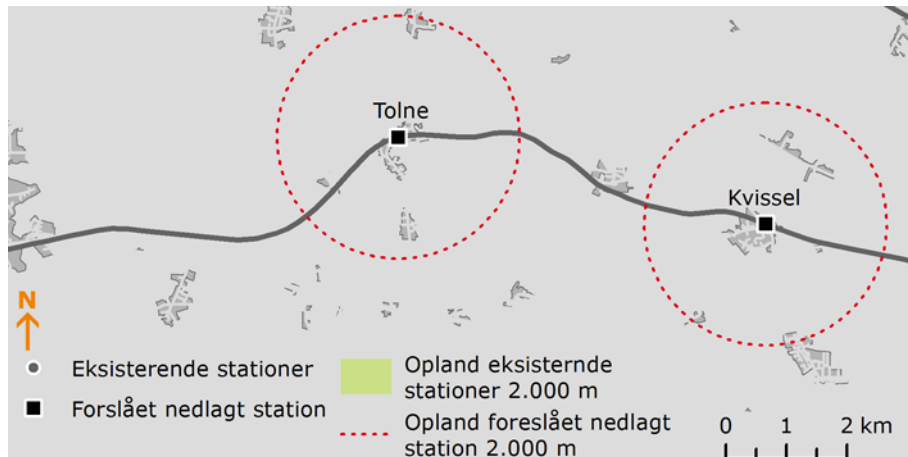 Tolne
Kvissel
N
Eksisterende stationer
Forslået nedlagt station
Opland eksisternde
stationer 2.000 m
Opland foreslået nedlagt
station 2.000 m
0 1 2 km